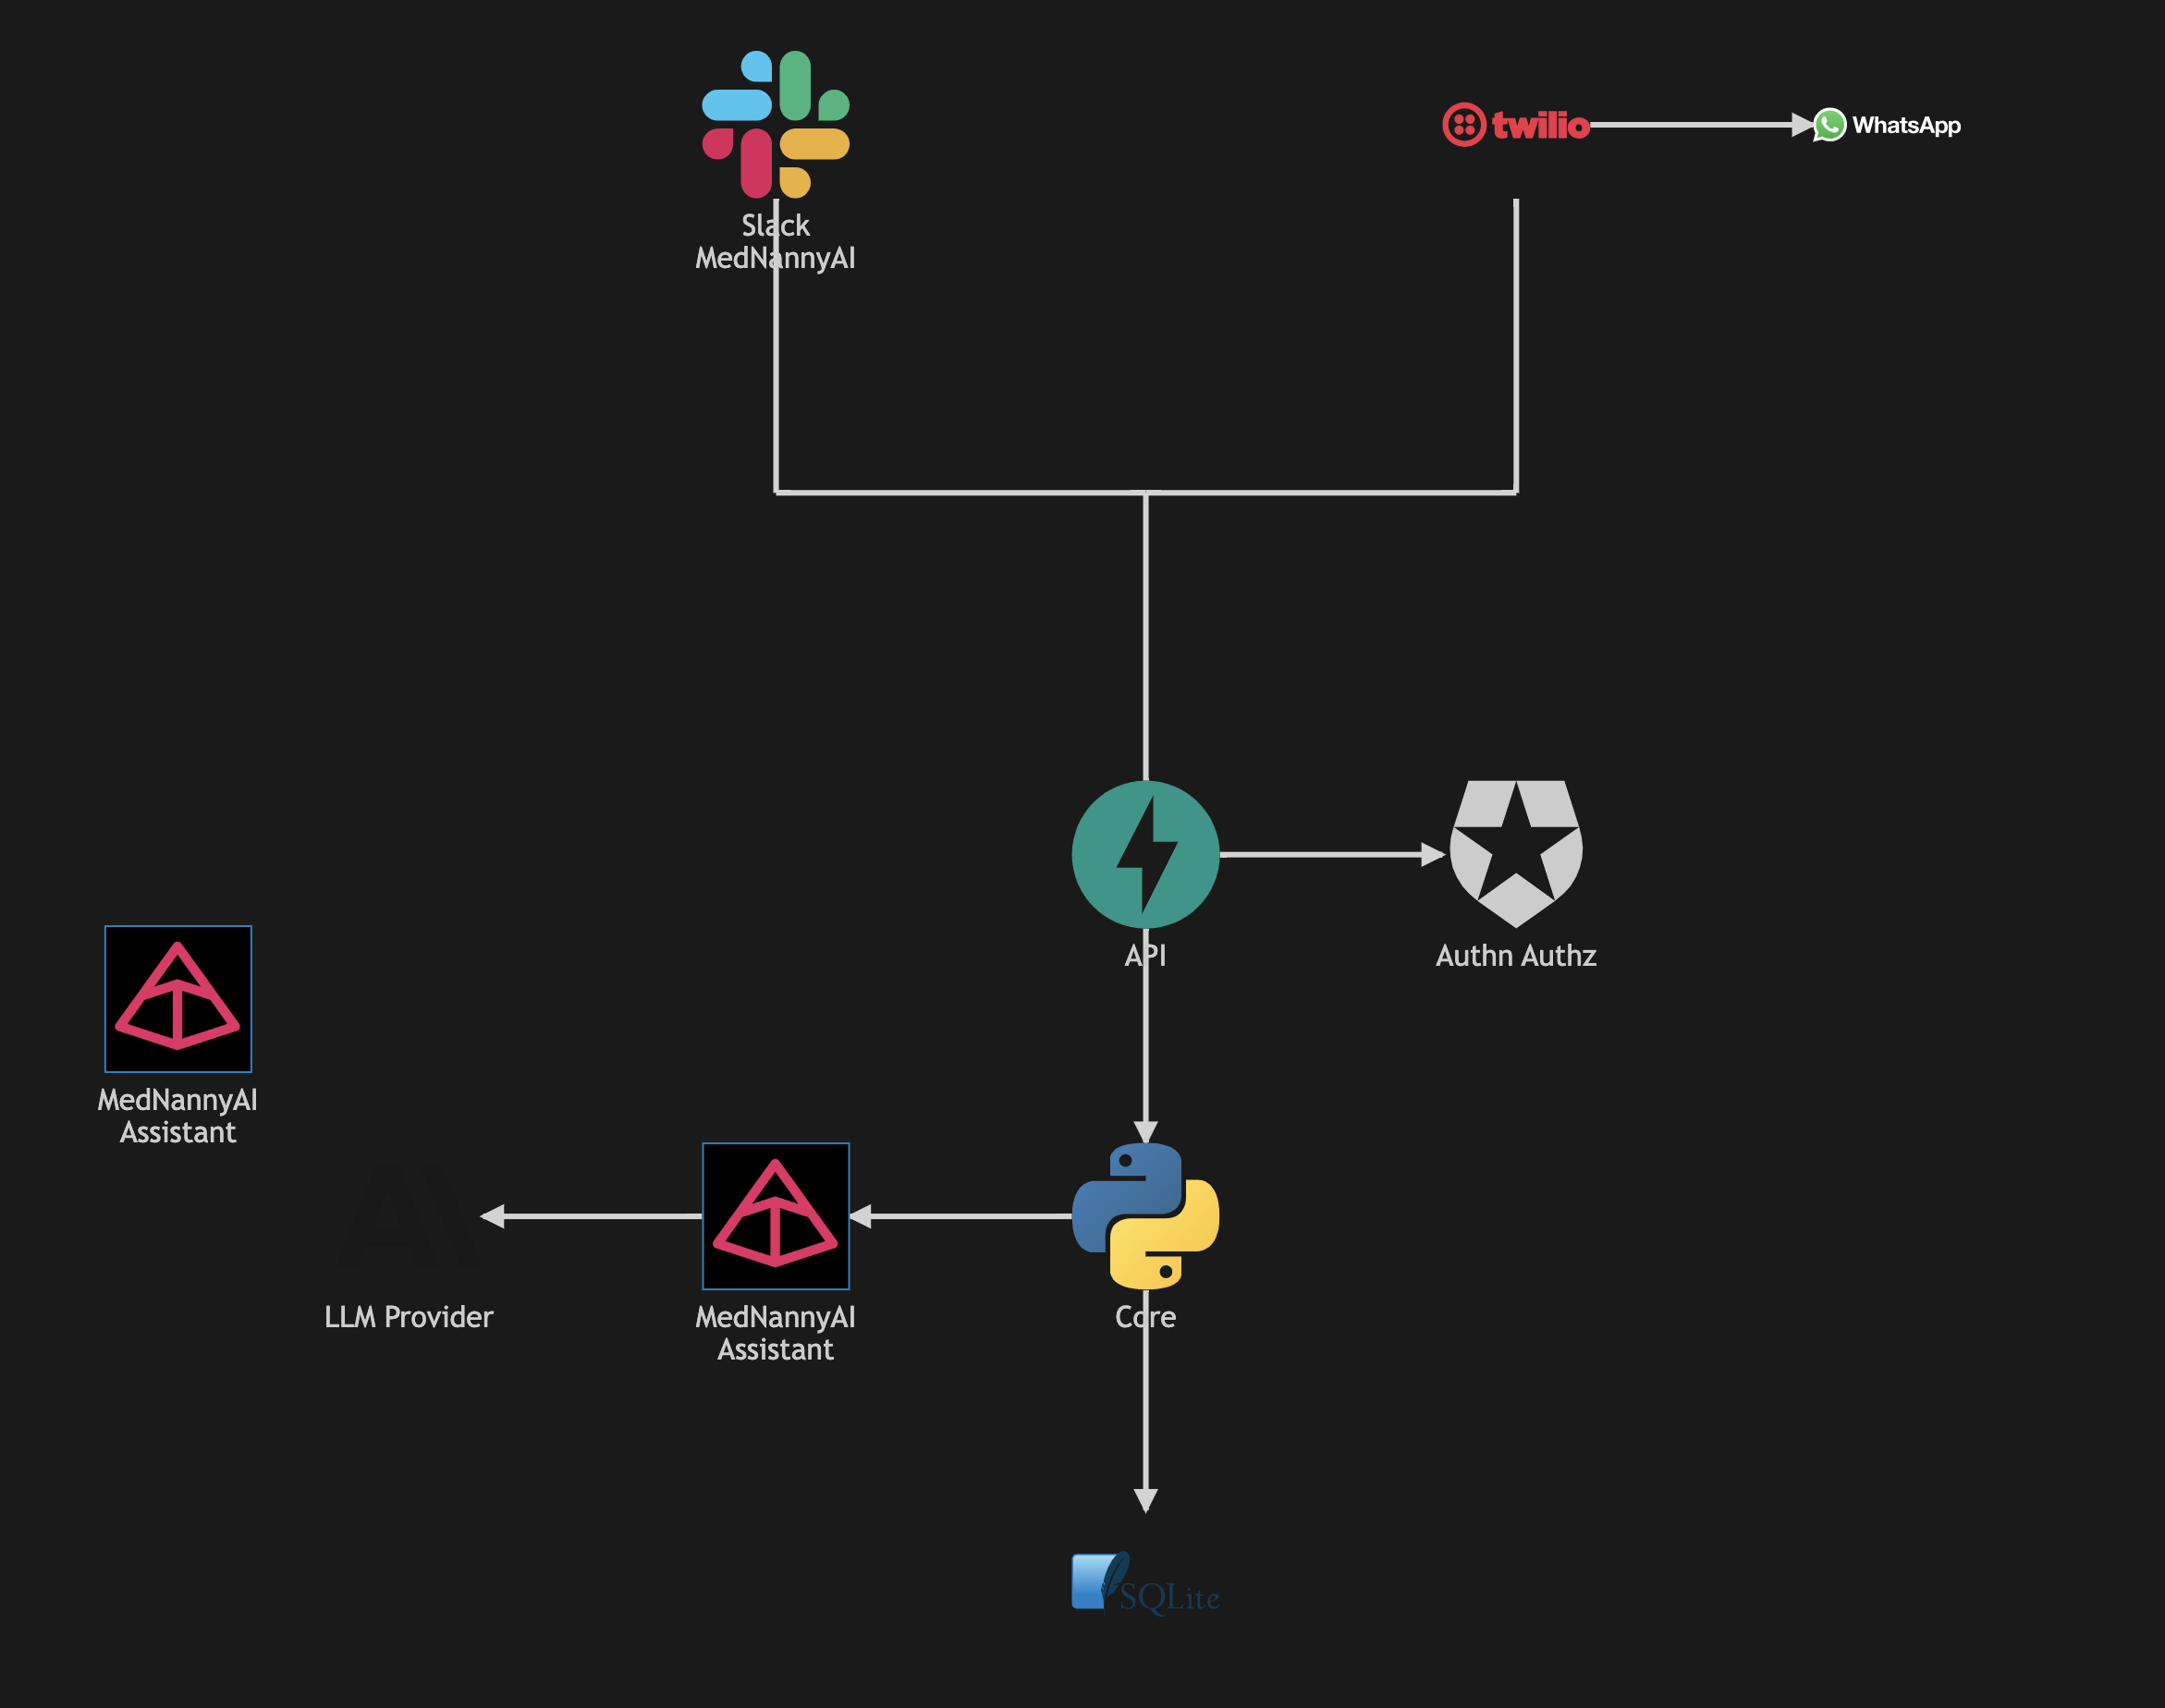 twilio
WhatsApp
Slack
MedNannyAI
API
Authn Authz
MedNannyAI
Assistant
LLM Provider
MedNannyAI
Assistant
Core
SQLite